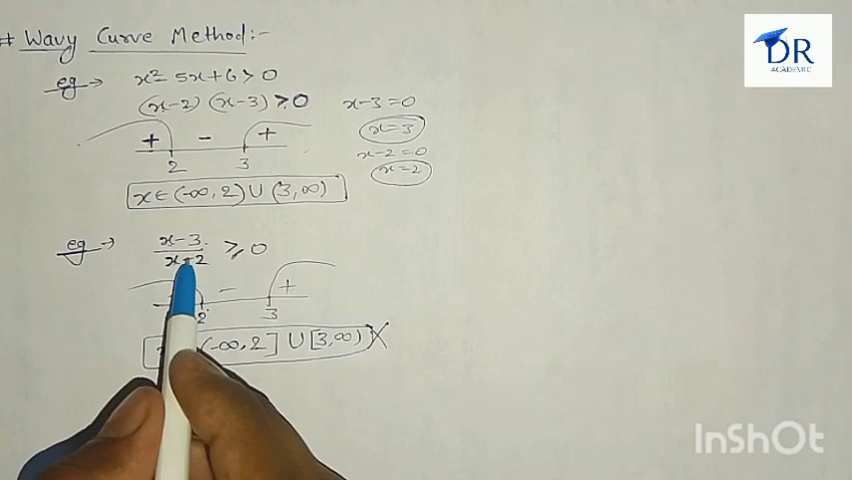 # Wavy Curve Method:-
DR
ACADEMIC
eg → x² - 5x + 6 > 0
(x-2) (x-3) > 0
x-3=0
x=3
x-2=0
x=2
+ - +
2 3
x ∈ (-∞, 2) ∪ (3, ∞)
eg → x-3 / x-2 ≥ 0
- +
2 3
(-∞, 2] ∪ [3, ∞) X
InShOt